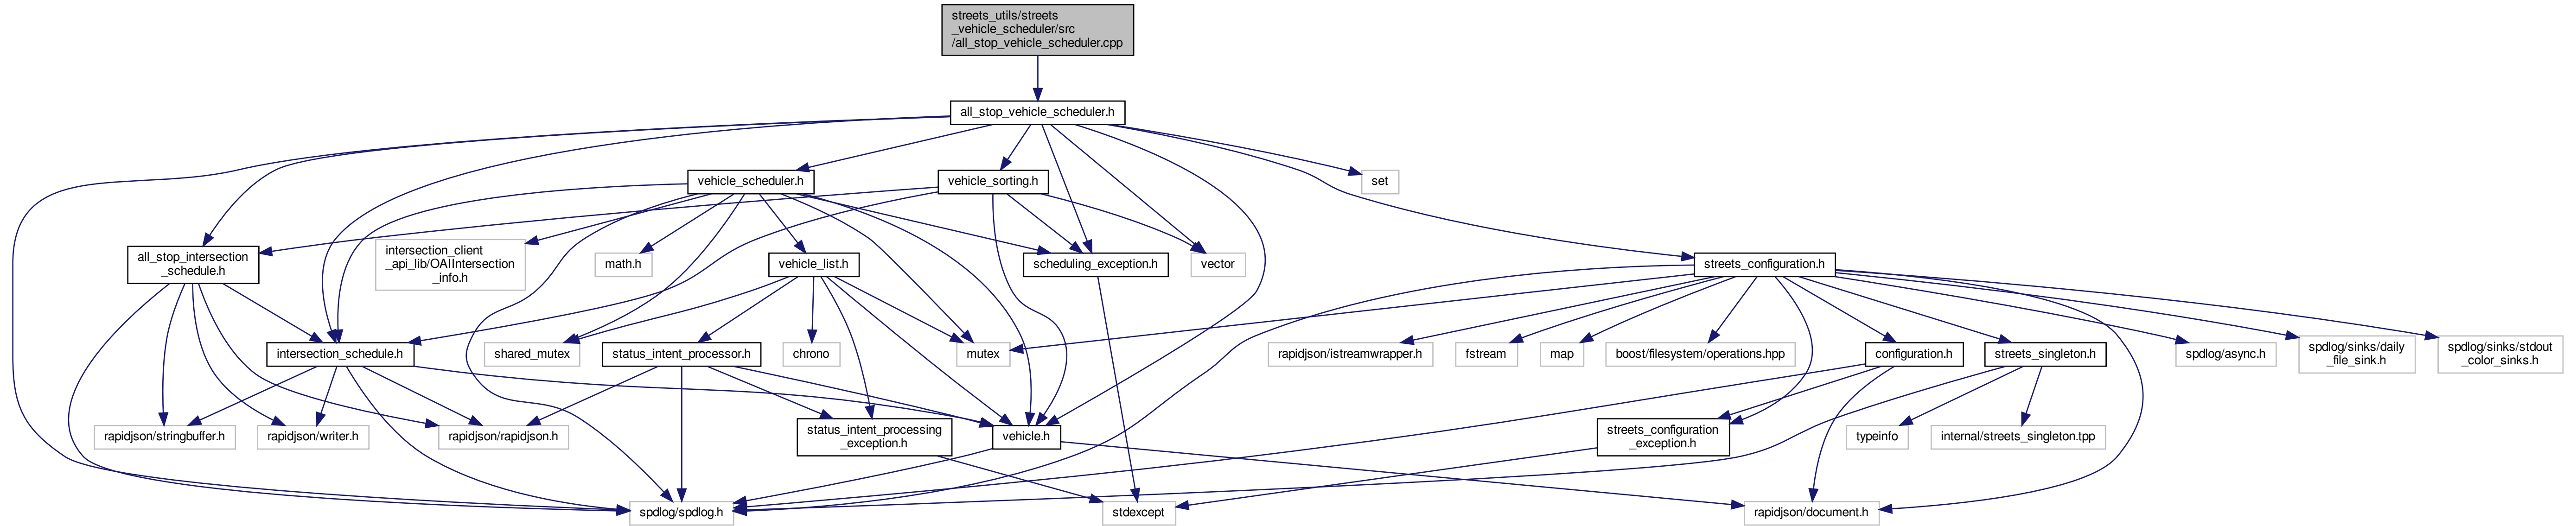 streets_utils/streets
_vehicle_scheduler/src
/all_stop_vehicle_scheduler.cpp
all_stop_vehicle_scheduler.h
vehicle_scheduler.h
vehicle_sorting.h
set
all_stop_intersection
_schedule.h
intersection_client
_api_lib/OAIIntersection
_info.h
math.h
vehicle_list.h
scheduling_exception.h
vector
streets_configuration.h
intersection_schedule.h
shared_mutex
status_intent_processor.h
chrono
mutex
rapidjson/istreamwrapper.h
fstream
map
boost/filesystem/operations.hpp
configuration.h
streets_singleton.h
spdlog/async.h
spdlog/sinks/daily
_file_sink.h
spdlog/sinks/stdout
_color_sinks.h
rapidjson/stringbuffer.h
rapidjson/writer.h
rapidjson/rapidjson.h
status_intent_processing
_exception.h
vehicle.h
streets_configuration
_exception.h
typeinfo
internal/streets_singleton.tpp
spdlog/spdlog.h
stdexcept
rapidjson/document.h